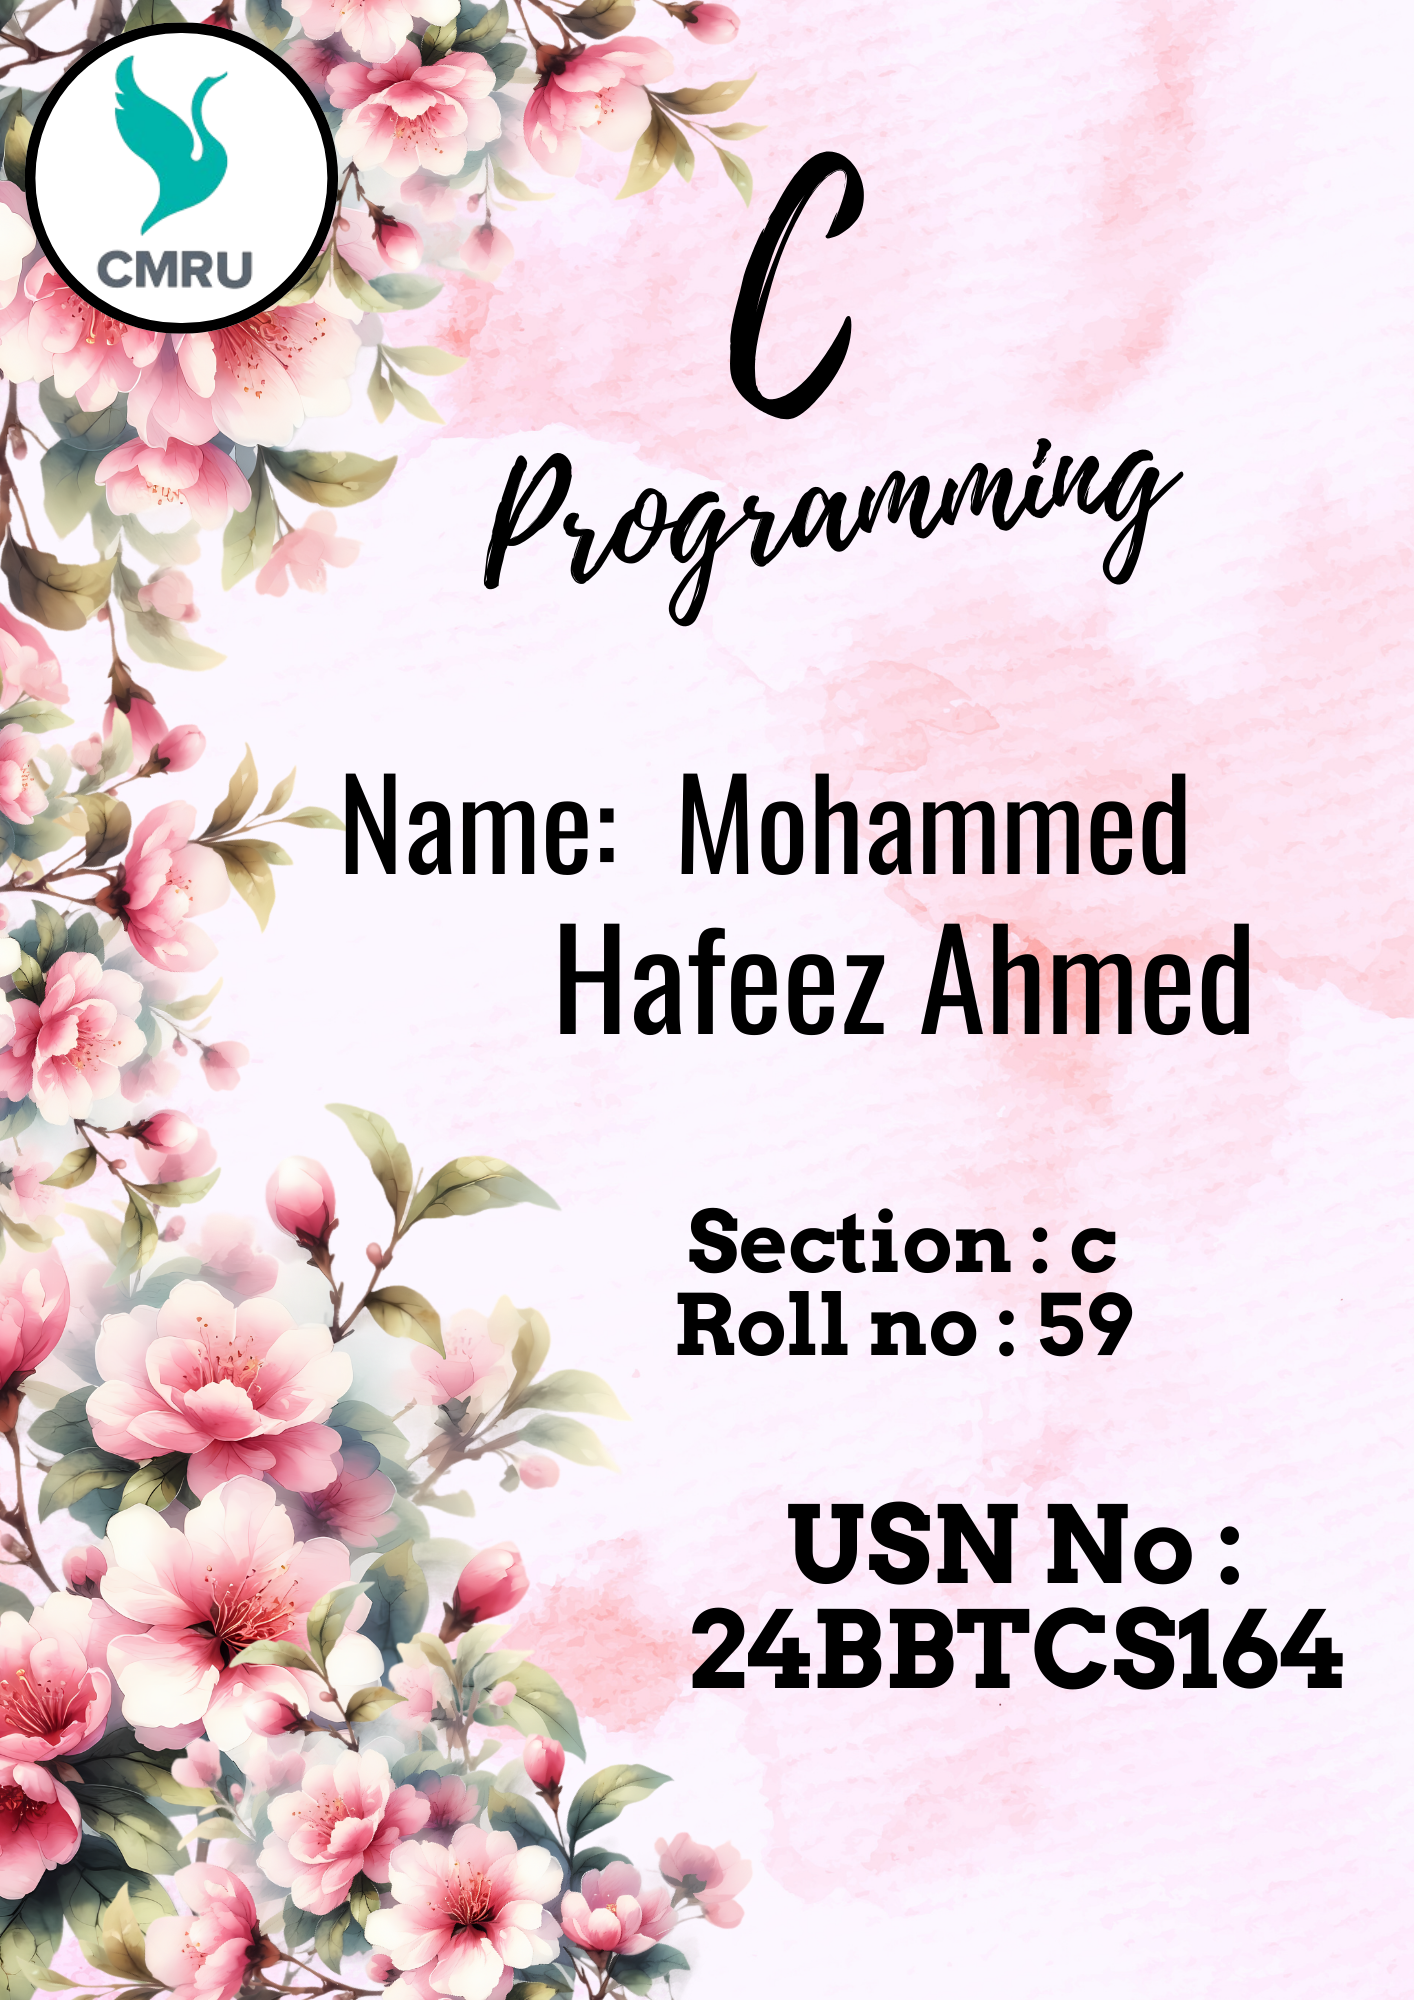 CMRU
C
Programming
Name: Mohammed
Hafeez Ahmed
Section : c
Roll no : 59
USN No :
24BBTCS164